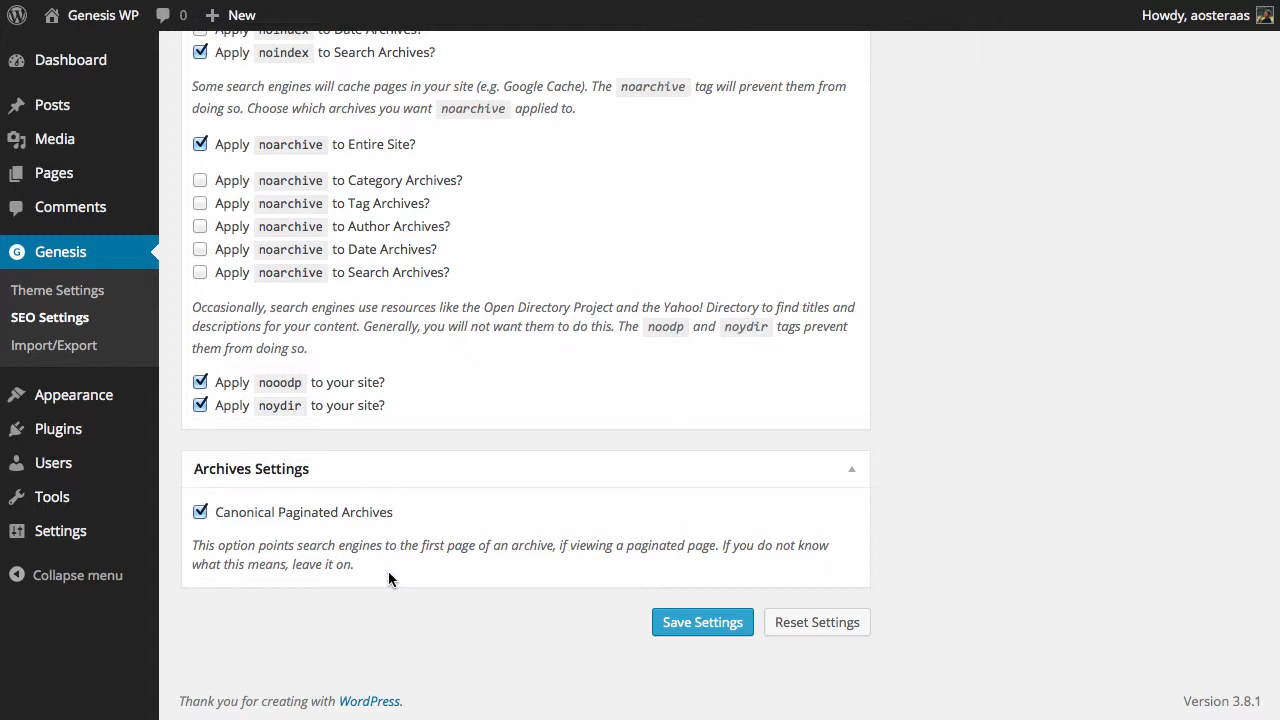 Genesis WP 0 New Howdy, aosteraas
Dashboard
Posts
Media
Pages
Comments
Genesis
Theme Settings
SEO Settings
Import/Export
Appearance
Plugins
Users
Tools
Settings
Collapse menu
Apply noindex to Date Archives?
Apply noindex to Search Archives?
Some search engines will cache pages in your site (e.g. Google Cache). The noarchive tag will prevent them from
doing so. Choose which archives you want noarchive applied to.
Apply noarchive to Entire Site?
Apply noarchive to Category Archives?
Apply noarchive to Tag Archives?
Apply noarchive to Author Archives?
Apply noarchive to Date Archives?
Apply noarchive to Search Archives?
Occasionally, search engines use resources like the Open Directory Project and the Yahoo! Directory to find titles and
descriptions for your content. Generally, you will not want them to do this. The noodp and noydir tags prevent
them from doing so.
Apply nooodp to your site?
Apply noydir to your site?
Archives Settings
Canonical Paginated Archives
This option points search engines to the first page of an archive, if viewing a paginated page. If you do not know
what this means, leave it on.
Save Settings Reset Settings
Thank you for creating with WordPress. Version 3.8.1